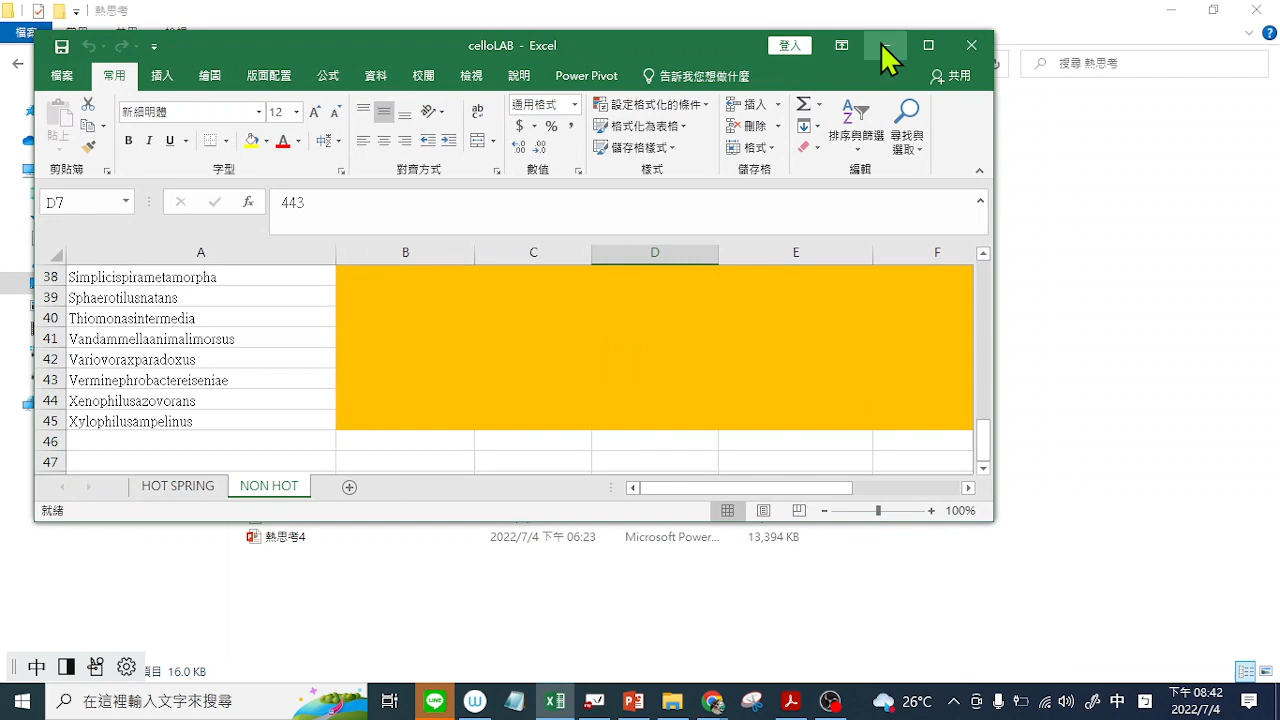 熱思考
檔案
celloLAB - Excel
登入
檔案 常用 插入 繪圖 版面配置 公式 資料 校閱 檢視 說明 Power Pivot 告訴我您想做什麼 共用
搜尋 熱思考
貼上
新細明體 12
B I U
通用格式
$ % ,
設定格式化的條件
格式化為表格
儲存格樣式
插入
刪除
格式
排序與篩選
尋找與選取
剪貼簿 字型 對齊方式 數值 樣式 儲存格 編輯
D7 fx 443
A B C D E F
38 Simplicispirametamorpha
39 Sphaerotilusnatans
40 Thiomonasintermedia
41 Vandammellaanimalimorsus
42 Variovoraxparadoxus
43 Verminephrobactereiseniae
44 Xenophilusazovorans
45 Xylophilusampelinus
46
47
HOT SPRING NON HOT
就緒 100%
熱思考4 2022/7/4 下午 06:23 Microsoft Power... 13,394 KB
中 項目 16.0 KB
在這裡輸入文字來搜尋
26°C 中 下午 08:42
2022/7/4